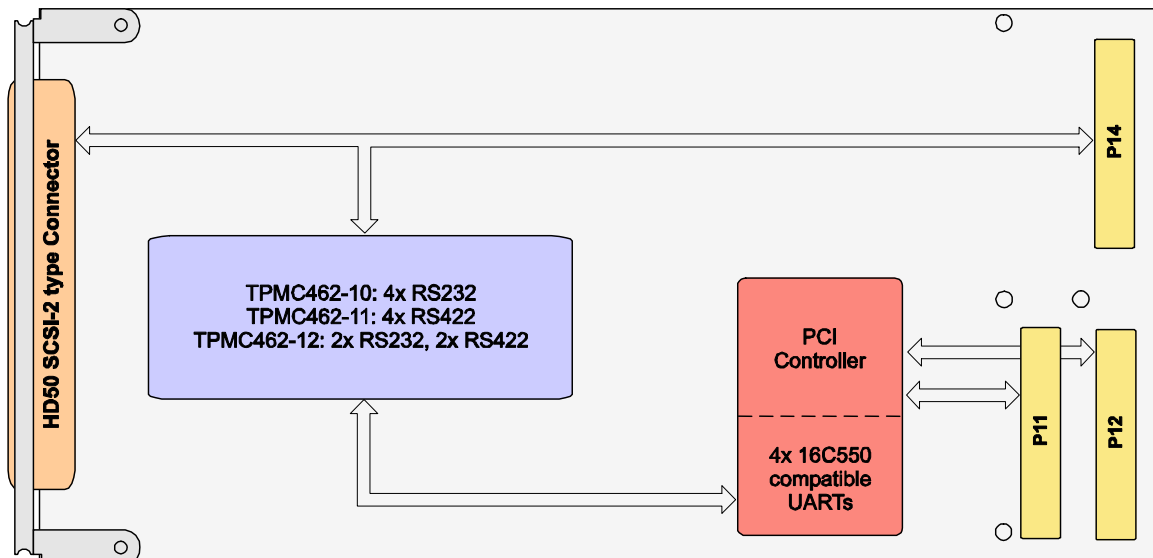 HD50 SCSI-2 type Connector
P14
TPMC462-10: 4x RS232
TPMC462-11: 4x RS422
TPMC462-12: 2x RS232, 2x RS422
PCI
Controller
4x 16C550
compatible
UARTs
P11
P12